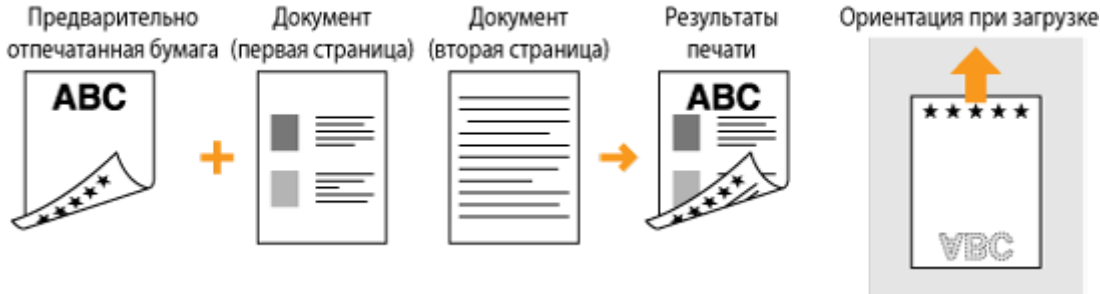 Предварительно
отпечатанная бумага
Документ
(первая страница)
Документ
(вторая страница)
Результаты
печати
Ориентация при загрузке
ABC
ABC
ABC